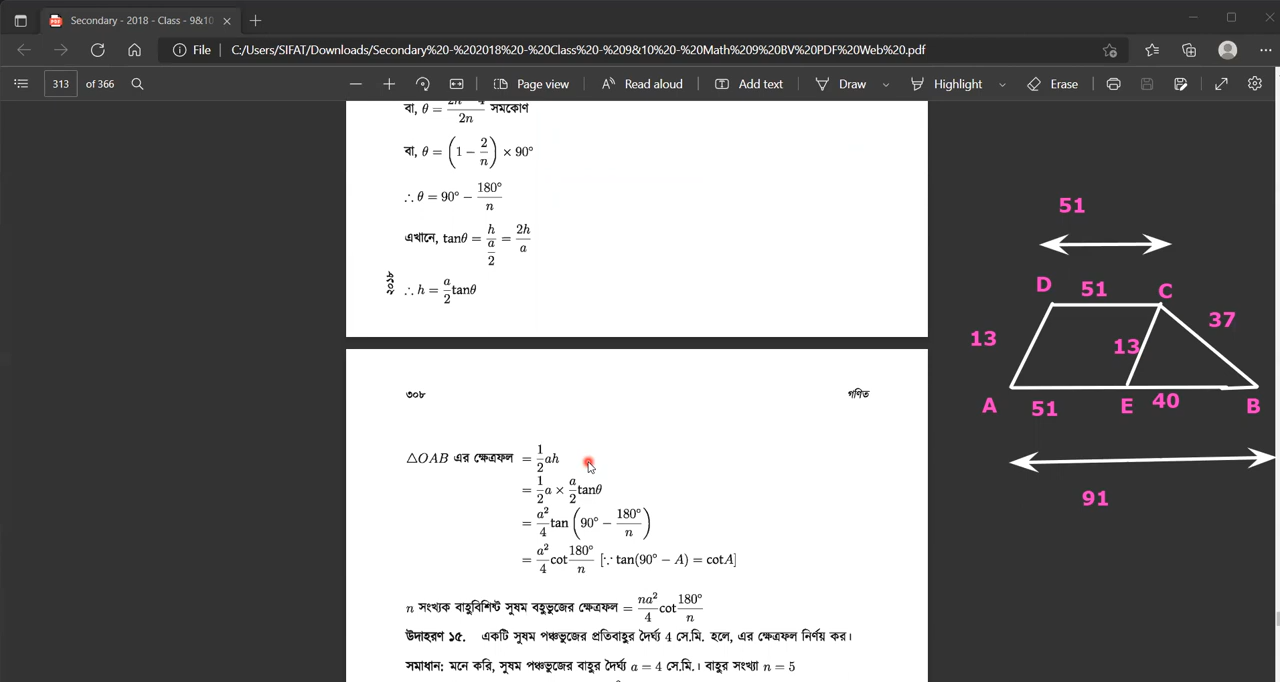 Secondary - 2018 - Class - 9&10
File C:/Users/SIFAT/Downloads/Secondary%20-%202018%20-%20Class%20-%209&10%20-%20Math%209%20BV%20PDF%20Web%20.pdf
313 of 366 Page view Read aloud Add text Draw Highlight Erase
বা, θ = (2n − 4)/2n সমকোণ
বা, θ = (1 − 2/n) × 90°
∴ θ = 90° − 180°/n
এখানে, tanθ = h/(a/2) = 2h/a
২০১৮
∴ h = a/2 tanθ
৩০৮ গণিত
△OAB এর ক্ষেত্রফল = 1/2 ah
= 1/2 a × a/2 tanθ
= a²/4 tan (90° − 180°/n)
= a²/4 cot 180°/n [∵ tan(90° − A) = cotA]
n সংখ্যক বাহুবিশিষ্ট সুষম বহুভুজের ক্ষেত্রফল = na²/4 cot 180°/n
উদাহরণ ১৫. একটি সুষম পঞ্চভুজের প্রতিবাহুর দৈর্ঘ্য 4 সে.মি. হলে, এর ক্ষেত্রফল নির্ণয় কর।
সমাধান: মনে করি, সুষম পঞ্চভুজের বাহুর দৈর্ঘ্য a = 4 সে.মি.। বাহুর সংখ্যা n = 5
51
D 51 C
13 13 37
A 51 E 40 B
91